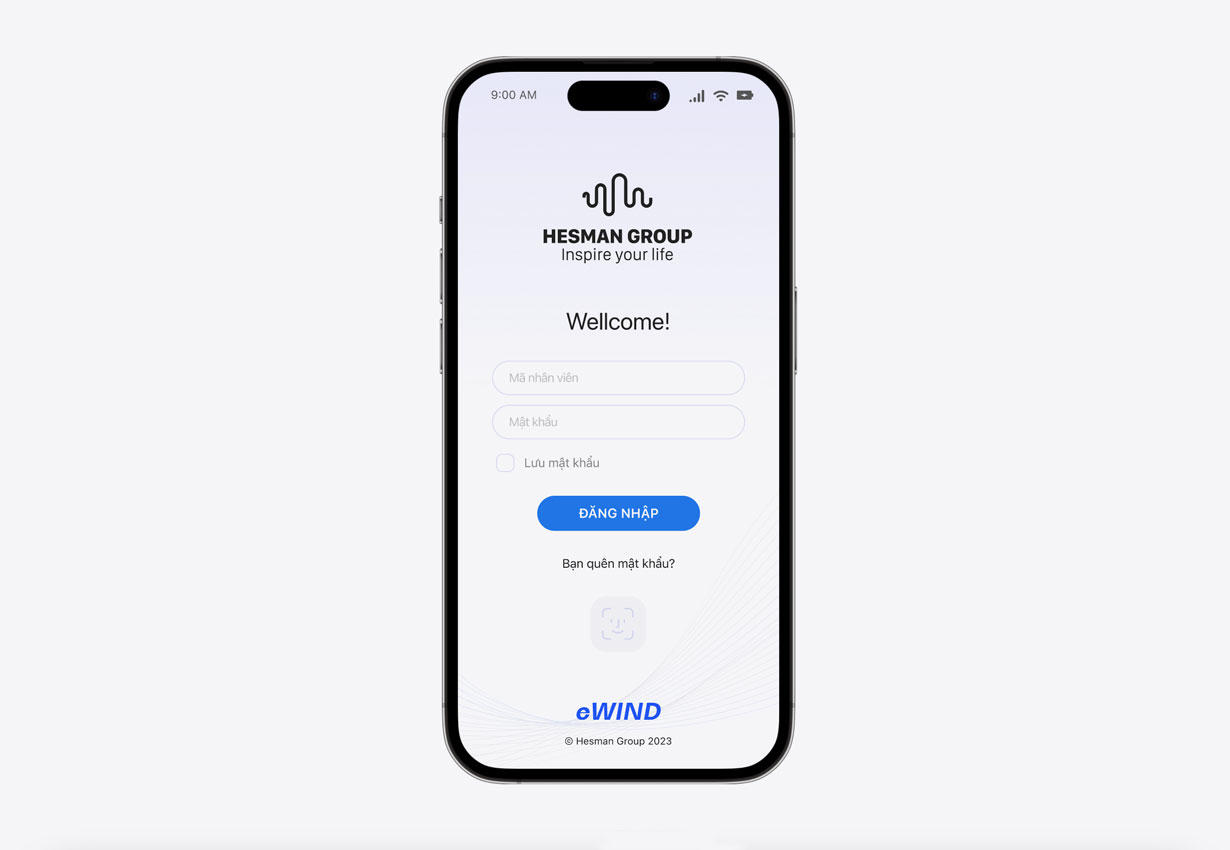 9:00 AM
HESMAN GROUP
Inspire your life
Wellcome!
Mã nhân viên
Mật khẩu
Lưu mật khẩu
ĐĂNG NHẬP
Bạn quên mật khẩu?
eWIND
© Hesman Group 2023